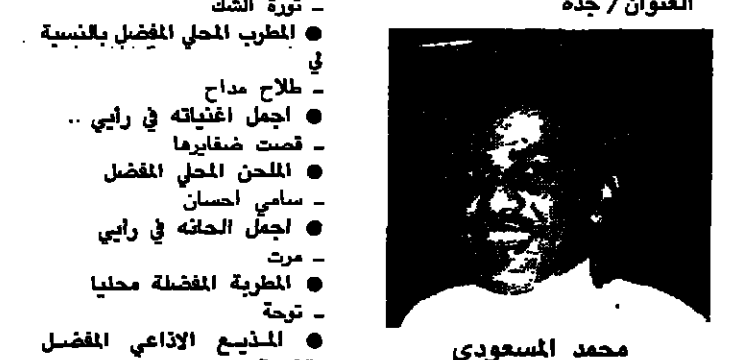 العنوان / جده
محمد المسعودي
ـ ثورة الشك
● المطرب المحلي المفضل بالنسبة
لي
ـ طلاح مداح
● اجمل اغنياته في رأيي ..
ـ قصت ضفايرها
● الملحن المحلي المفضل
ـ سامي احسان
● اجمل الحانه في رأيي
ـ مرت
● المطربة المفضلة محليا
ـ توحة
● المذيع الاذاعي المفضل